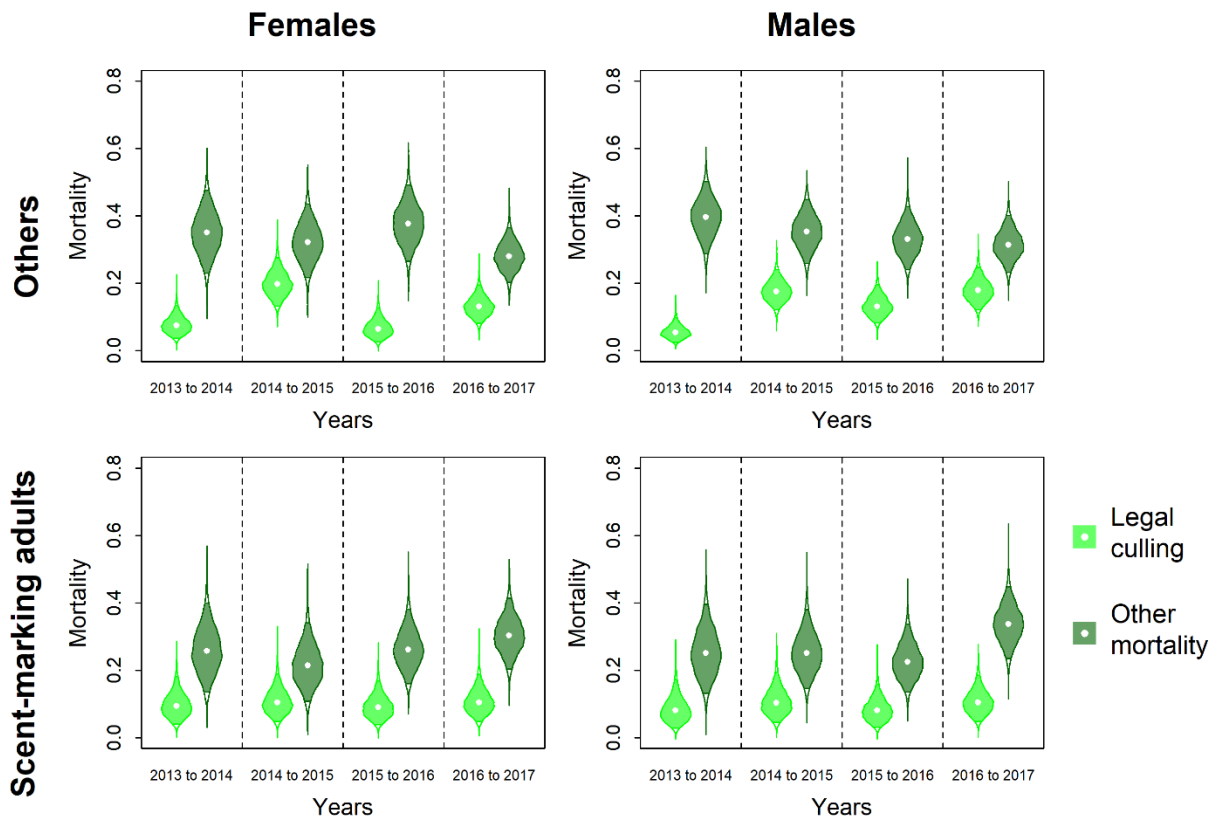 Females
Males
Others
Mortality
0.0
0.2
0.4
0.6
0.8
2013 to 2014
2014 to 2015
2015 to 2016
2016 to 2017
Years
Mortality
0.0
0.2
0.4
0.6
0.8
2013 to 2014
2014 to 2015
2015 to 2016
2016 to 2017
Years
Scent-marking adults
Mortality
0.0
0.2
0.4
0.6
0.8
2013 to 2014
2014 to 2015
2015 to 2016
2016 to 2017
Years
Mortality
0.0
0.2
0.4
0.6
0.8
2013 to 2014
2014 to 2015
2015 to 2016
2016 to 2017
Years
Legal
culling
Other
mortality